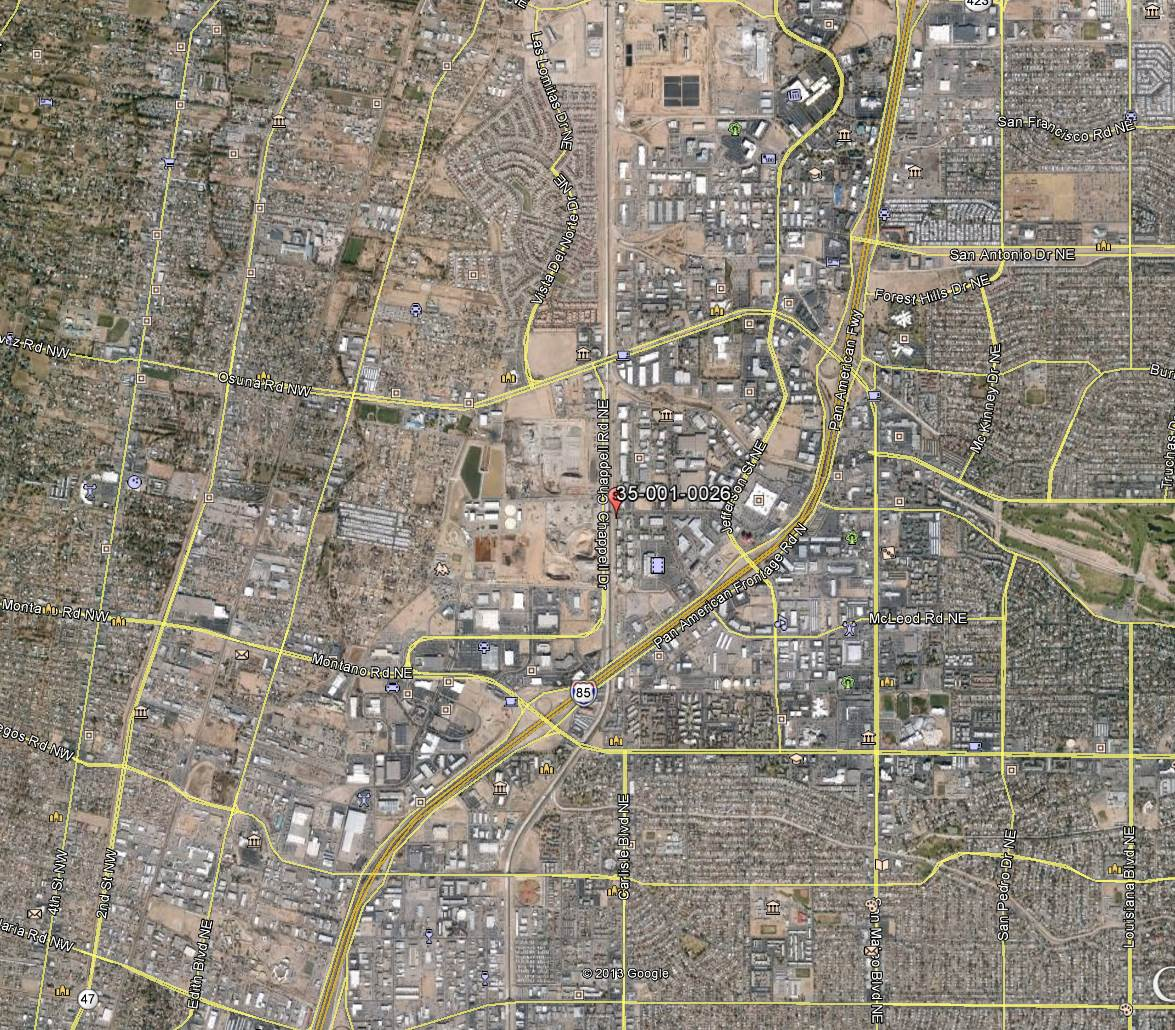 423
Las Lomitas Dr NE
San Francisco Rd NE
Vista Del Norte Dr NE
San Antonio Dr NE
Forest Hills Dr NE
Pan American Fwy
Osuna Rd NW
Mc Kinney Dr NE
Chappell Rd NE
Jefferson St NE
35-001-0026
Chappell Dr
Pan American Frontage Rd N
Montano Rd NW
McLeod Rd NE
Montano Rd NE
85
Carlisle Blvd NE
4th St NW
2nd St NW
San Pedro Dr NE
Louisiana Blvd NE
Edith Blvd NE
San Mateo Blvd NE
© 2013 Google
47